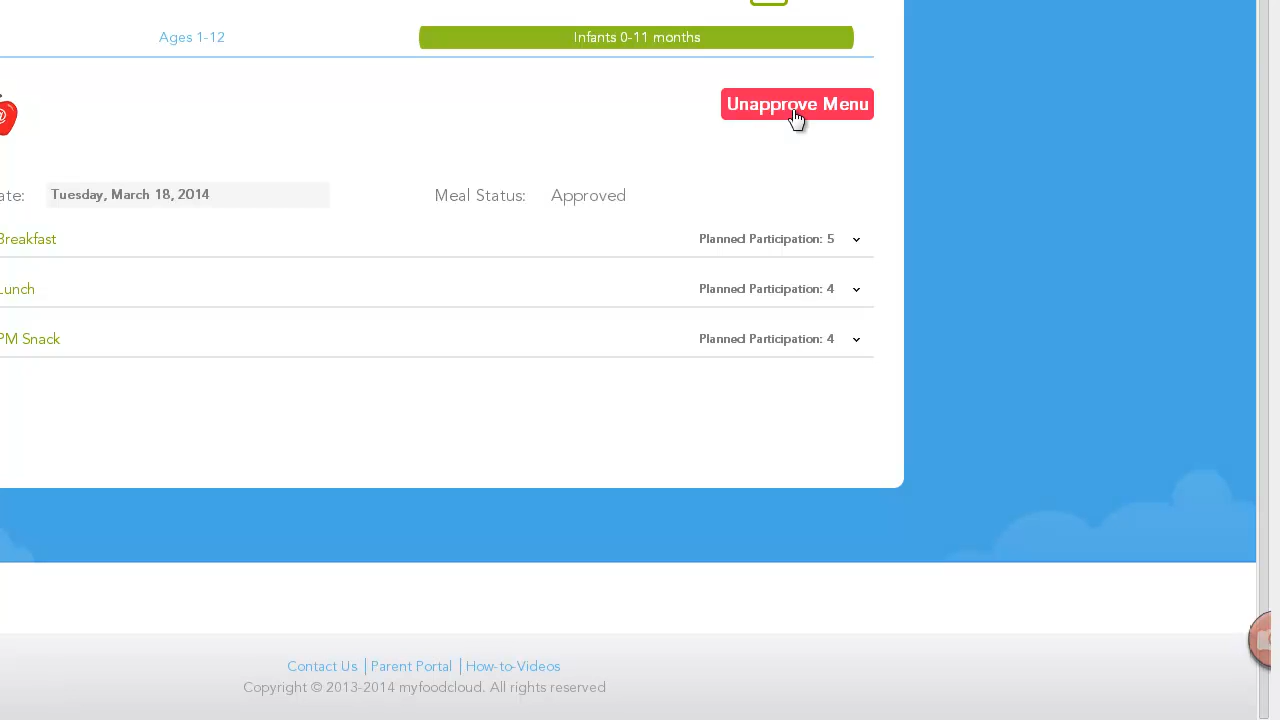 Ages 1-12
Infants 0-11 months
Unapprove Menu
Tuesday, March 18, 2014
Meal Status: Approved
Breakfast
Planned Participation: 5
Lunch
Planned Participation: 4
PM Snack
Planned Participation: 4
Contact Us | Parent Portal | How-to-Videos
Copyright © 2013-2014 myfoodcloud. All rights reserved